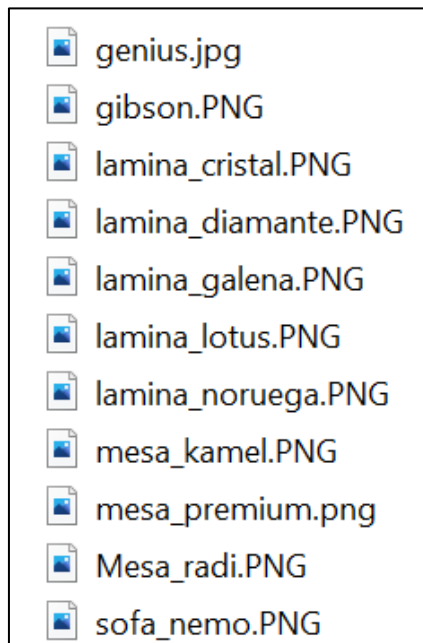 genius.jpg
gibson.PNG
lamina_cristal.PNG
lamina_diamante.PNG
lamina_galena.PNG
lamina_lotus.PNG
lamina_noruega.PNG
mesa_kamel.PNG
mesa_premium.png
Mesa_radi.PNG
sofa_nemo.PNG